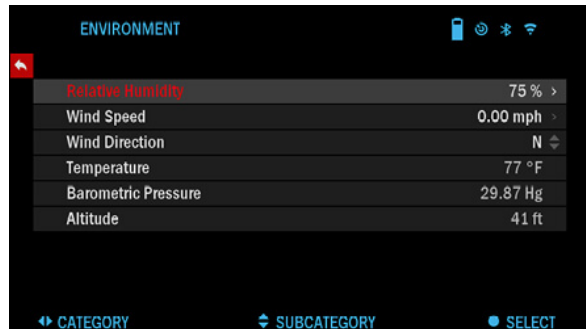 ENVIRONMENT
Relative Humidity 75 % >
Wind Speed 0.00 mph >
Wind Direction N
Temperature 77 °F
Barometric Pressure 29.87 Hg
Altitude 41 ft
CATEGORY SUBCATEGORY SELECT